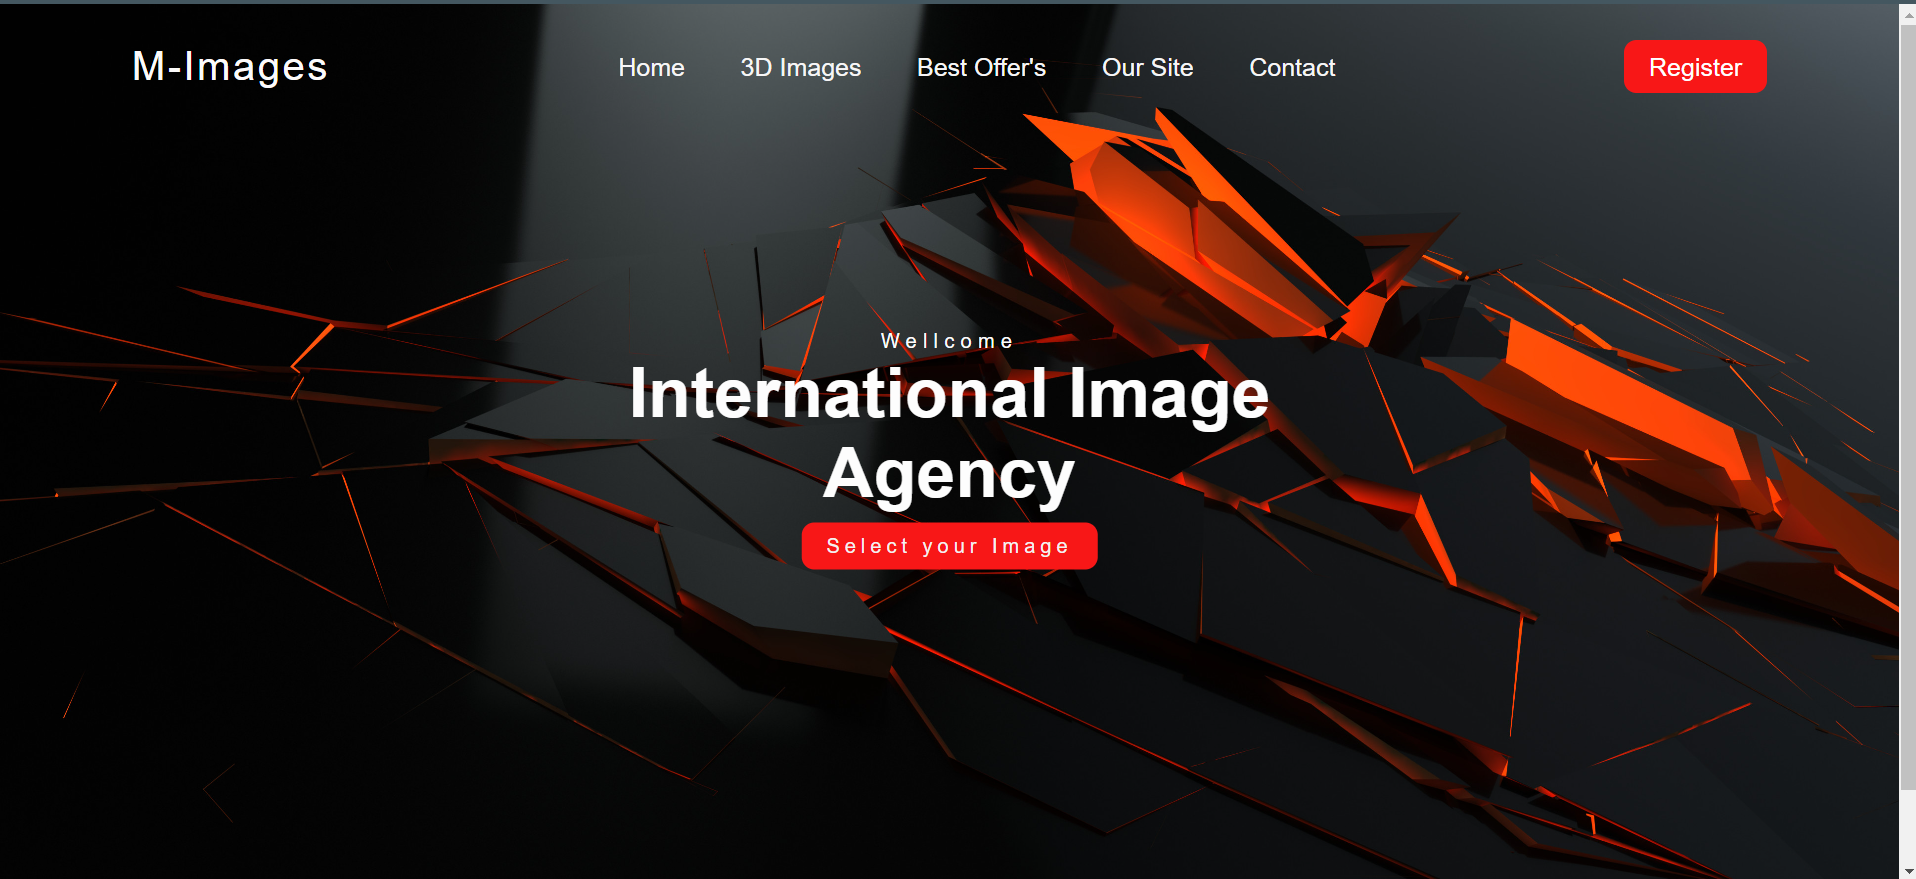 M-Images
Home 3D Images Best Offer's Our Site Contact
Register
Wellcome
International Image
Agency
Select your Image